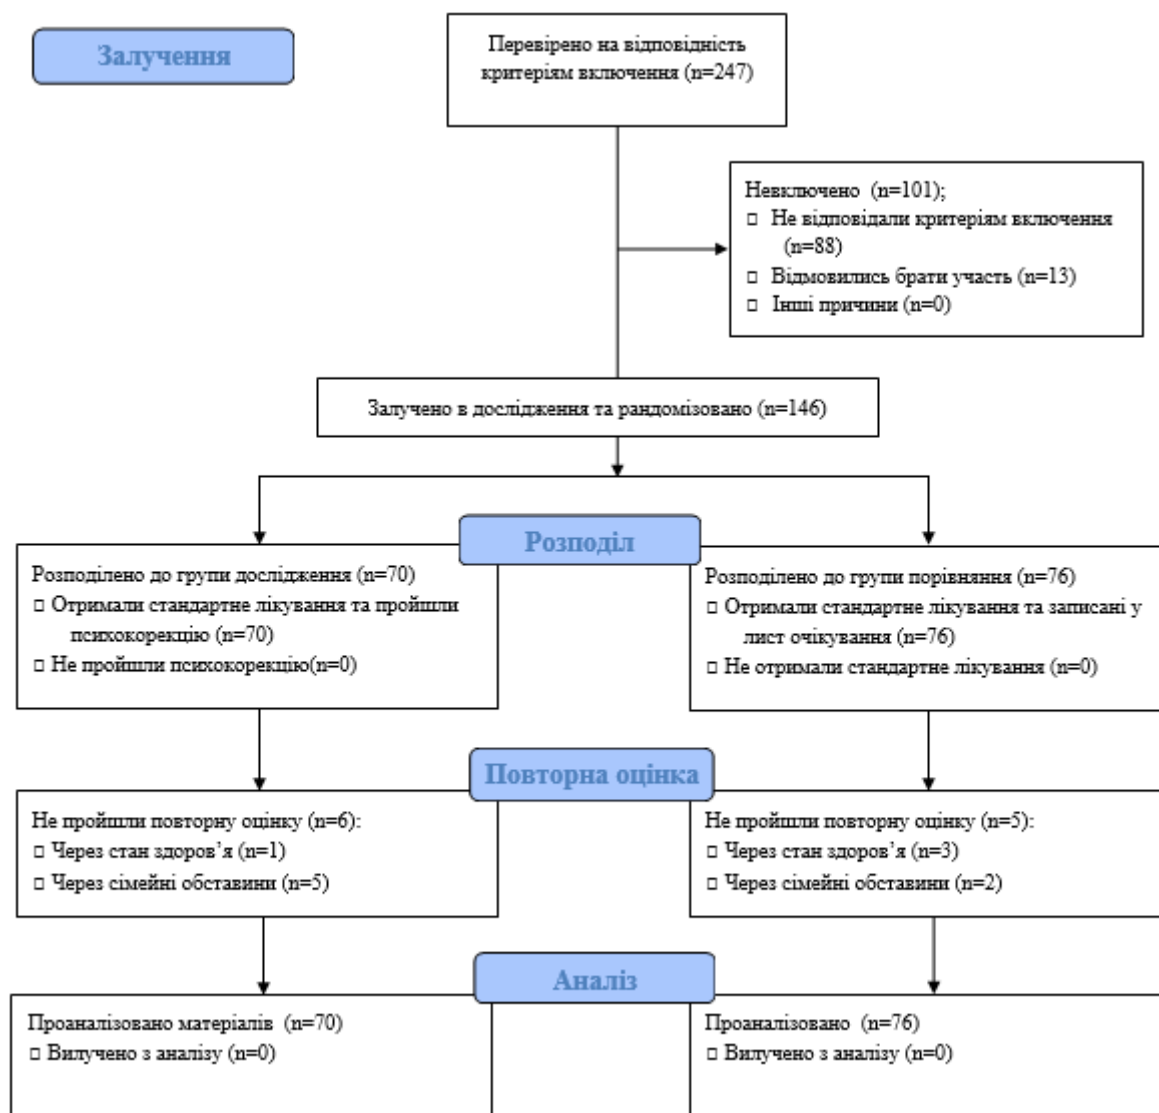 Залучення
Перевірено на відповідність
критеріям включення (n=247)
Невключено (n=101);
□ Не відповідали критеріям включення
(n=88)
□ Відмовились брати участь (n=13)
□ Інші причини (n=0)
Залучено в дослідження та рандомізовано (n=146)
Розподіл
Розподілено до групи дослідження (n=70)
□ Отримали стандартне лікування та пройшли
психокорекцію (n=70)
□ Не пройшли психокорекцію(n=0)
Розподілено до групи порівняння (n=76)
□ Отримали стандартне лікування та записані у
лист очікування (n=76)
□ Не отримали стандартне лікування (n=0)
Повторна оцінка
Не пройшли повторну оцінку (n=6):
□ Через стан здоров’я (n=1)
□ Через сімейні обставини (n=5)
Не пройшли повторну оцінку (n=5):
□ Через стан здоров’я (n=3)
□ Через сімейні обставини (n=2)
Аналіз
Проаналізовано матеріалів (n=70)
□ Вилучено з аналізу (n=0)
Проаналізовано (n=76)
□ Вилучено з аналізу (n=0)